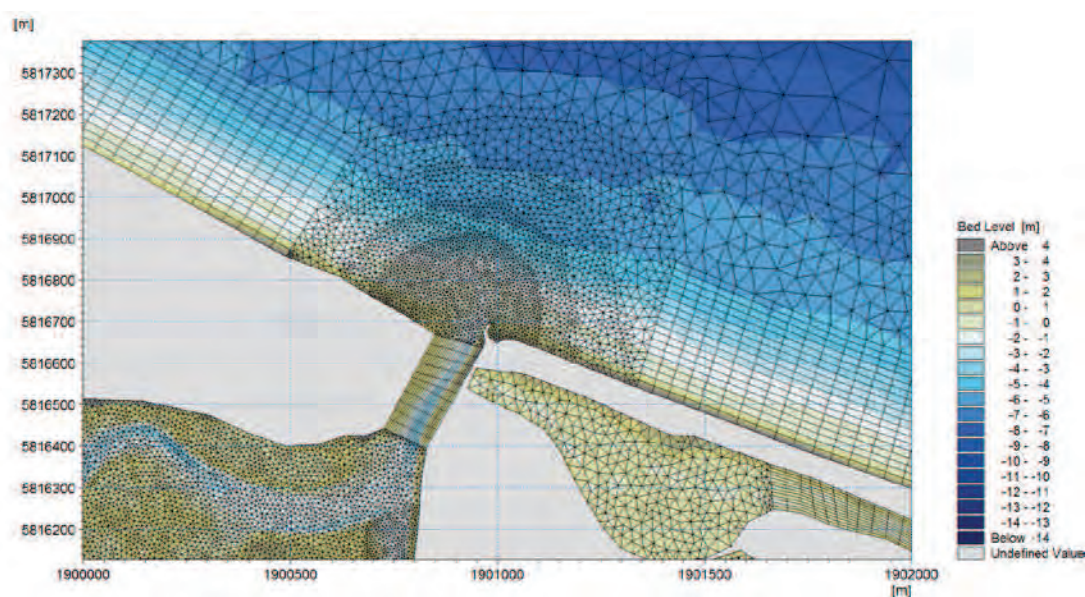 [m]
5817300
5817200
5817100
5817000
5816900
5816800
5816700
5816600
5816500
5816400
5816300
5816200
1900000 1900500 1901000 1901500 1902000
[m]
Bed Level [m]
Above 4
3 - 4
2 - 3
1 - 2
0 - 1
-1 - 0
-2 - -1
-3 - -2
-4 - -3
-5 - -4
-6 - -5
-7 - -6
-8 - -7
-9 - -8
-10 - -9
-11 - -10
-12 - -11
-13 - -12
-14 - -13
Below -14
Undefined Value